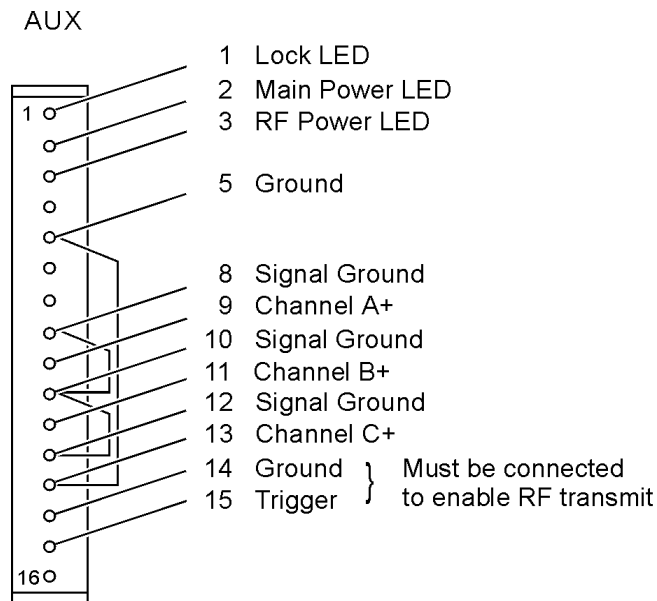 AUX
1 Lock LED
2 Main Power LED
3 RF Power LED
5 Ground
8 Signal Ground
9 Channel A+
10 Signal Ground
11 Channel B+
12 Signal Ground
13 Channel C+
14 Ground } Must be connected
15 Trigger to enable RF transmit
1
16